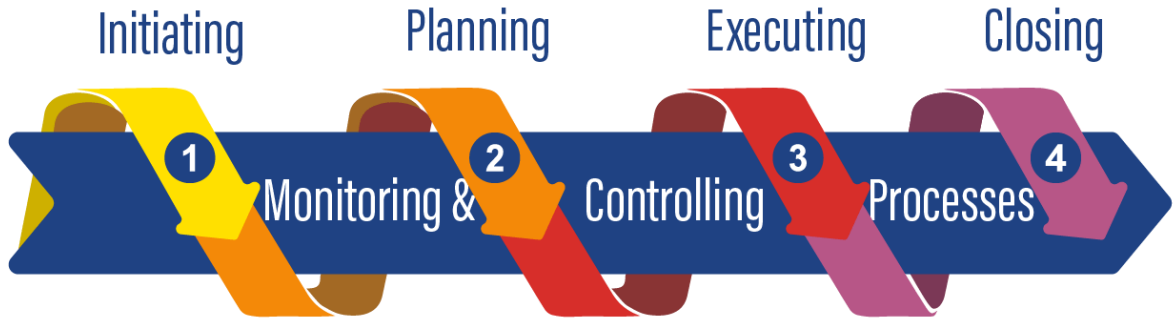 Initiating Planning Executing Closing
1 2 3 4
Monitoring & Controlling Processes